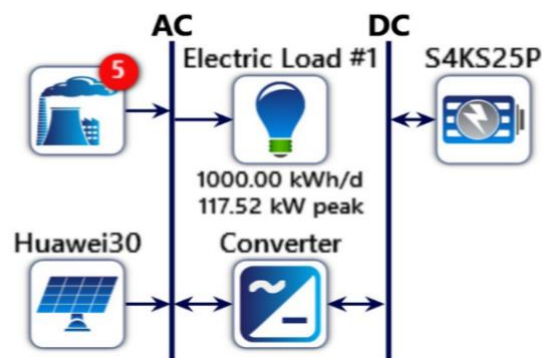 AC
DC
5
Electric Load #1
S4KS25P
1000.00 kWh/d
117.52 kW peak
Huawei30
Converter